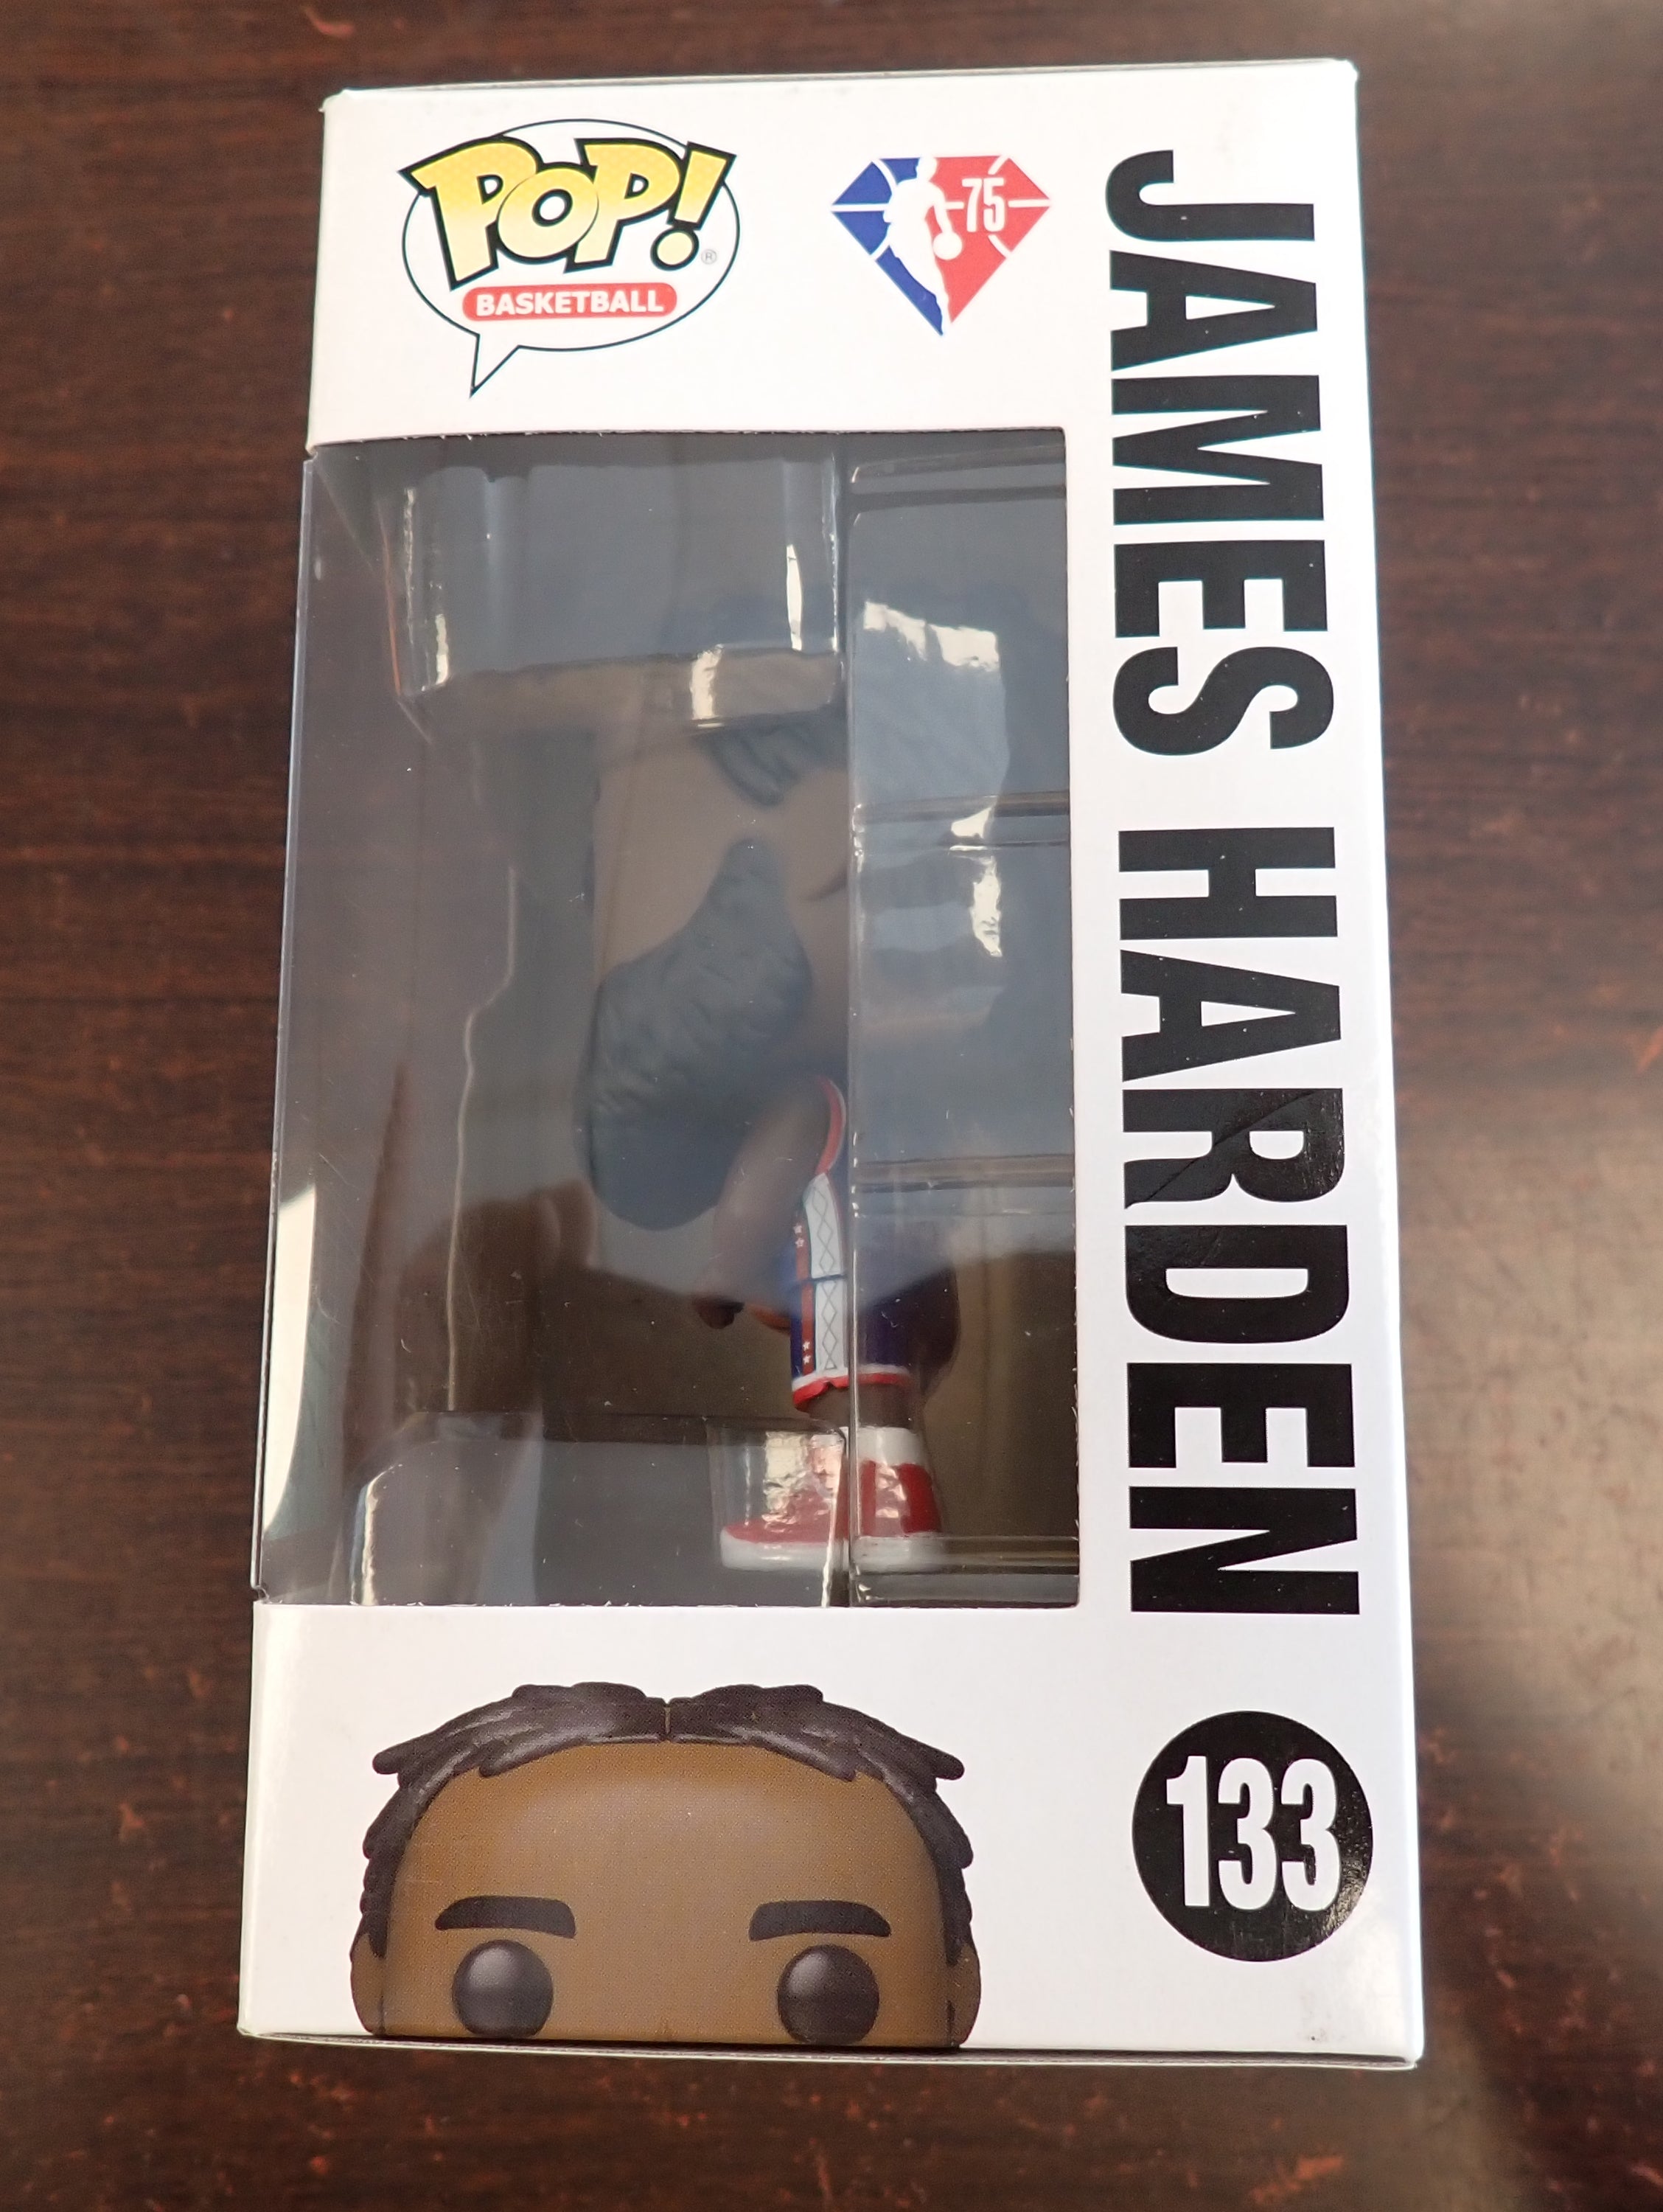 POP!®
BASKETBALL
75
JAMES HARDEN
133